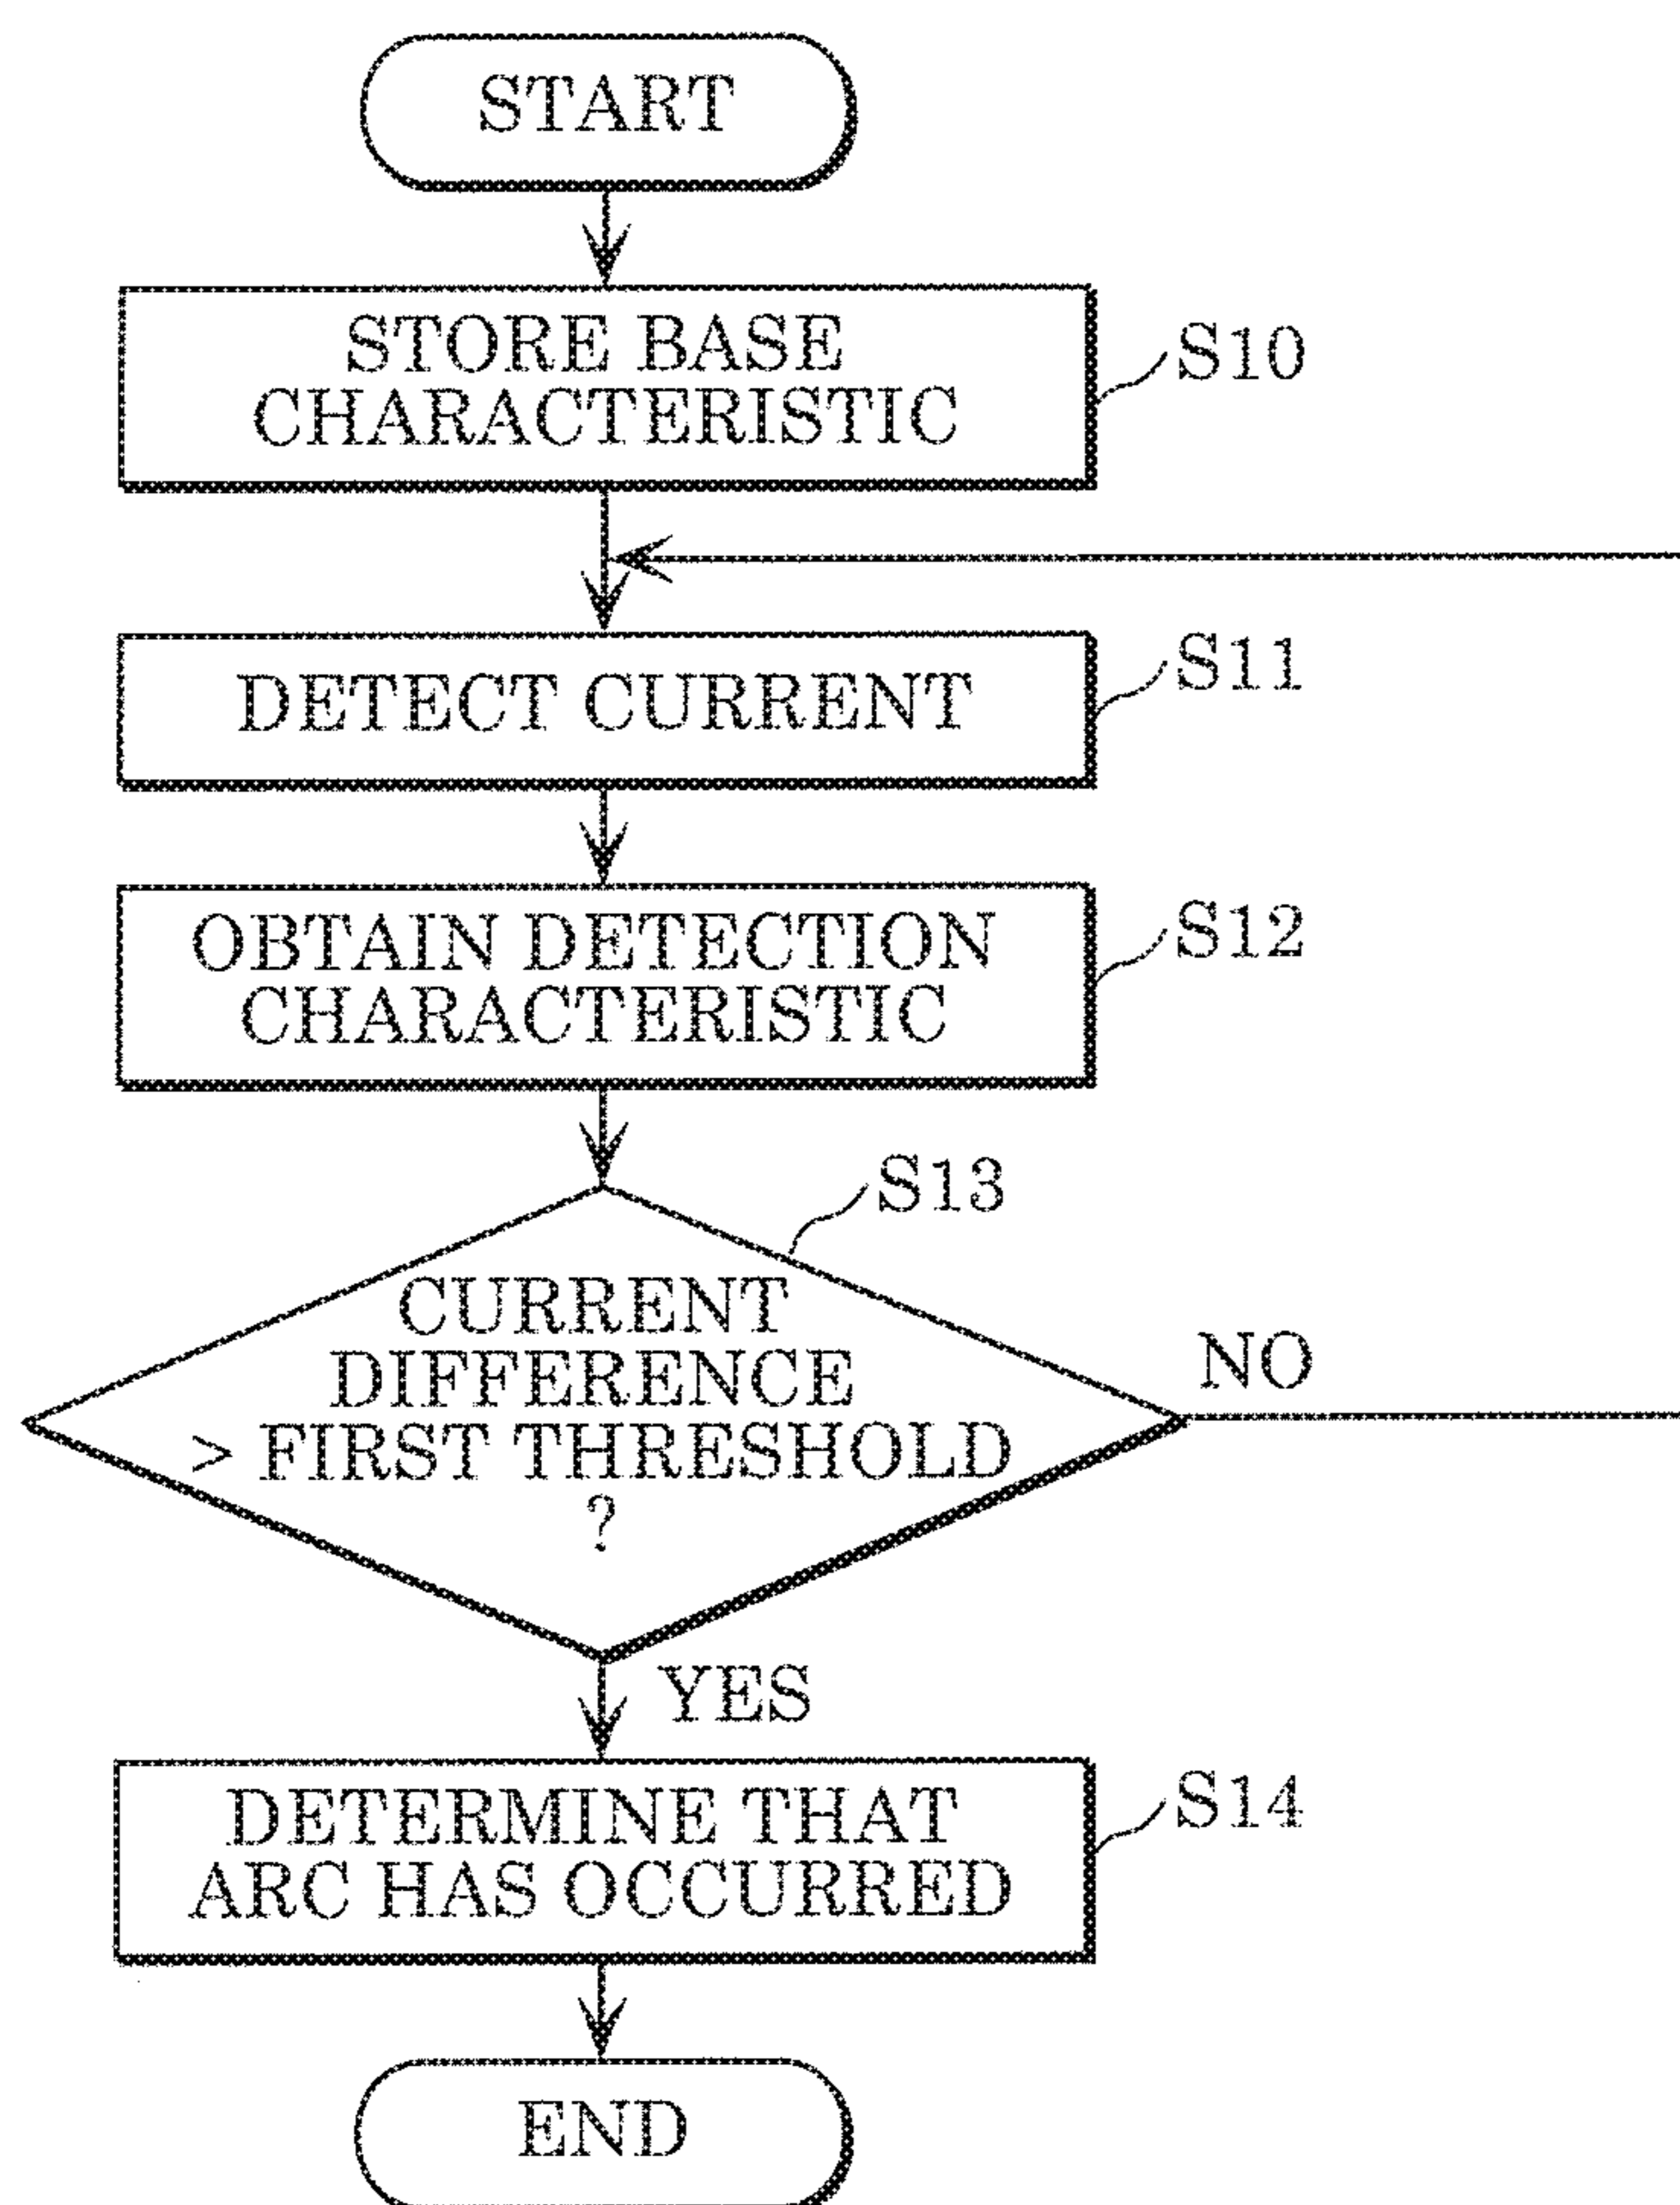 START
STORE BASE
CHARACTERISTIC
S10
DETECT CURRENT
S11
OBTAIN DETECTION
CHARACTERISTIC
S12
S13
CURRENT
DIFFERENCE
> FIRST THRESHOLD
?
NO
YES
DETERMINE THAT
ARC HAS OCCURRED
S14
END